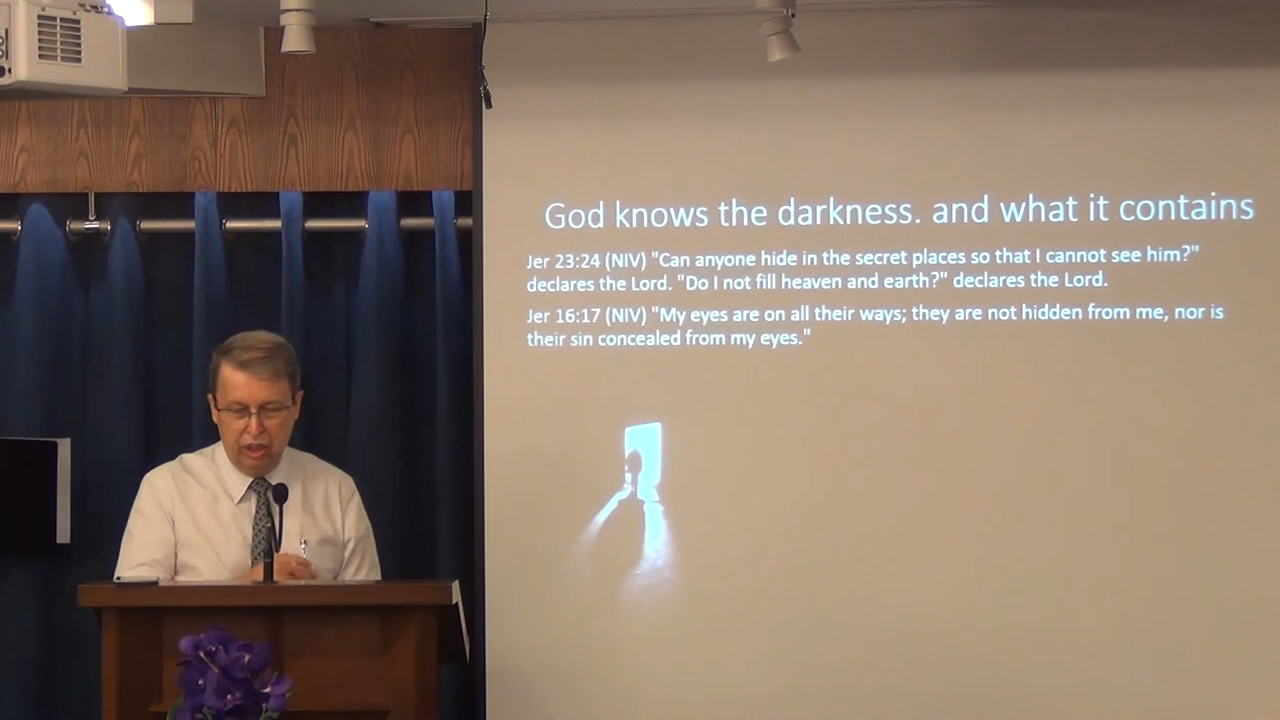 God knows the darkness. and what it contains
Jer 23:24 (NIV) "Can anyone hide in the secret places so that I cannot see him?"
declares the Lord. "Do I not fill heaven and earth?" declares the Lord.
Jer 16:17 (NIV) "My eyes are on all their ways; they are not hidden from me, nor is
their sin concealed from my eyes."